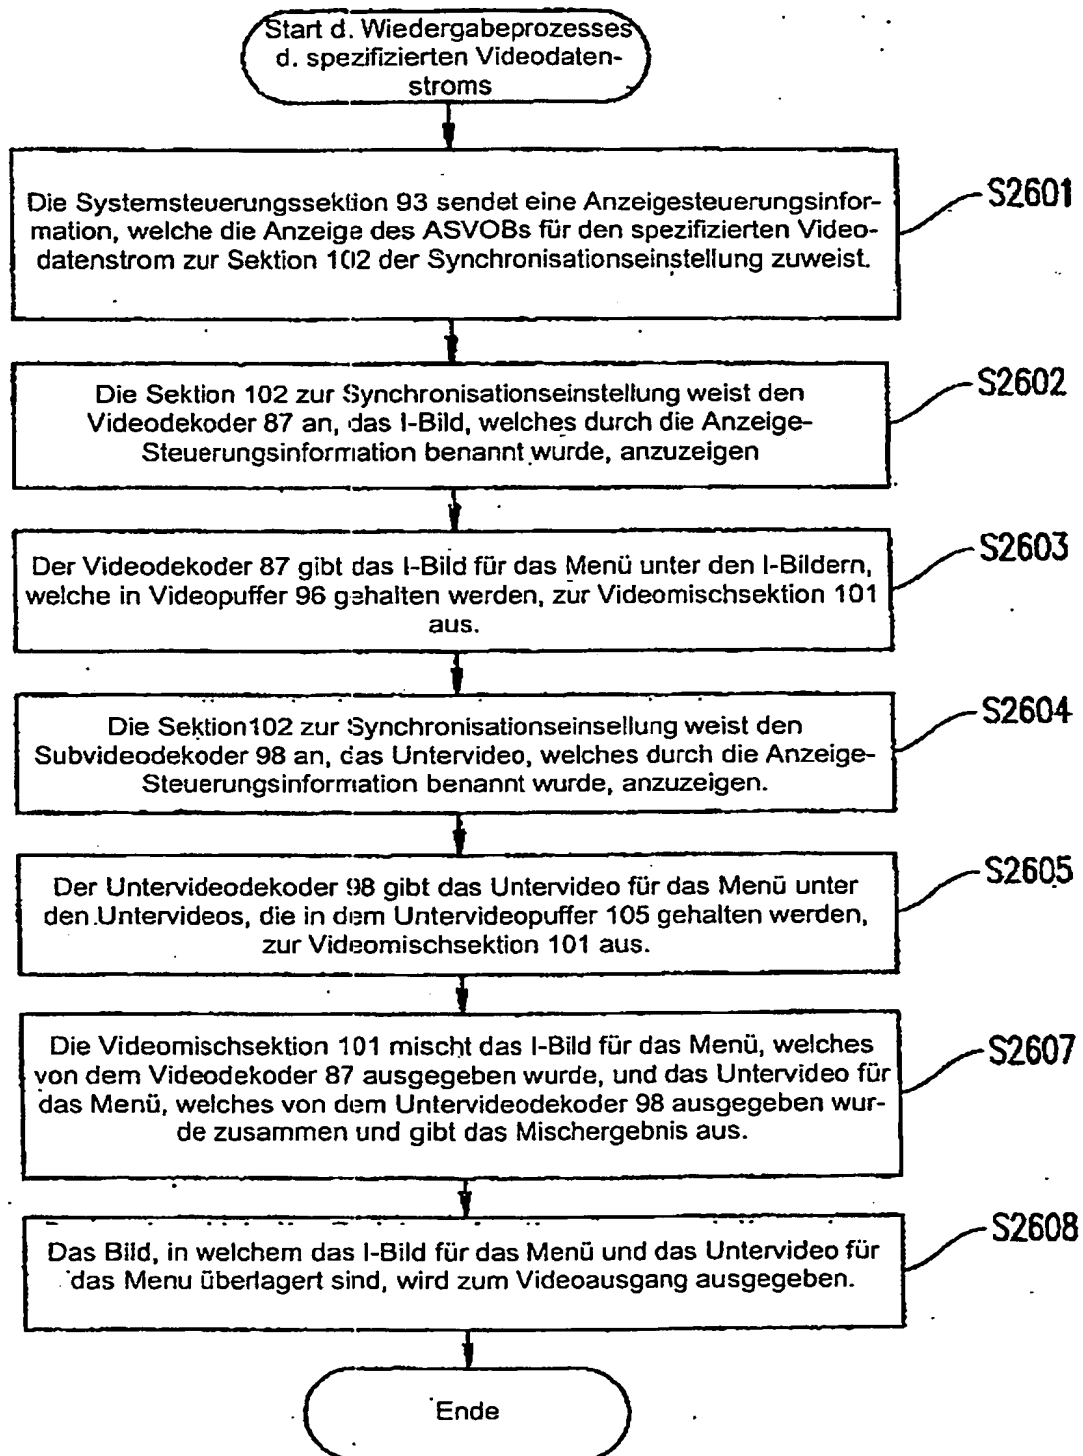 Start d. Wiedergabeprozesses
d. spezifizierten Videodaten-
stroms
Die Systemsteuerungssektion 93 sendet eine Anzeigesteuerungsinfor-
mation, welche die Anzeige des ASVOBs für den spezifizierten Video-
datenstrom zur Sektion 102 der Synchronisationseinstellung zuweist.
S2601
Die Sektion 102 zur Synchronisationseinstellung weist den
Videodekoder 87 an, das I-Bild, welches durch die Anzeige-
Steuerungsinformation benannt wurde, anzuzeigen
S2602
Der Videodekoder 87 gibt das I-Bild für das Menü unter den I-Bildern,
welche in Videopuffer 96 gehalten werden, zur Videomischsektion 101
aus.
S2603
Die Sektion102 zur Synchronisationseinsellung weist den
Subvideodekoder 98 an, das Untervideo, welches durch die Anzeige-
Steuerungsinformation benannt wurde, anzuzeigen.
S2604
Der Untervideodekoder 98 gibt das Untervideo für das Menü unter
den Untervideos, die in dem Untervideopuffer 105 gehalten werden,
zur Videomischsektion 101 aus.
S2605
Die Videomischsektion 101 mischt das I-Bild für das Menü, welches
von dem Videodekoder 87 ausgegeben wurde, und das Untervideo für
das Menü, welches von dem Untervideodekoder 98 ausgegeben wur-
de zusammen und gibt das Mischergebnis aus.
S2607
Das Bild, in welchem das I-Bild für das Menü und das Untervideo für
das Menu überlagert sind, wird zum Videoausgang ausgegeben.
S2608
Ende